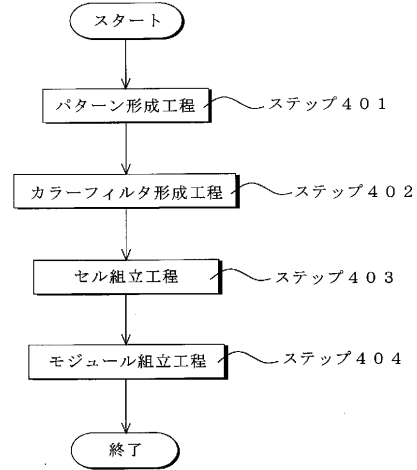 スタート
パターン形成工程 ステップ401
カラーフィルタ形成工程 ステップ402
セル組立工程 ステップ403
モジュール組立工程 ステップ404
終了